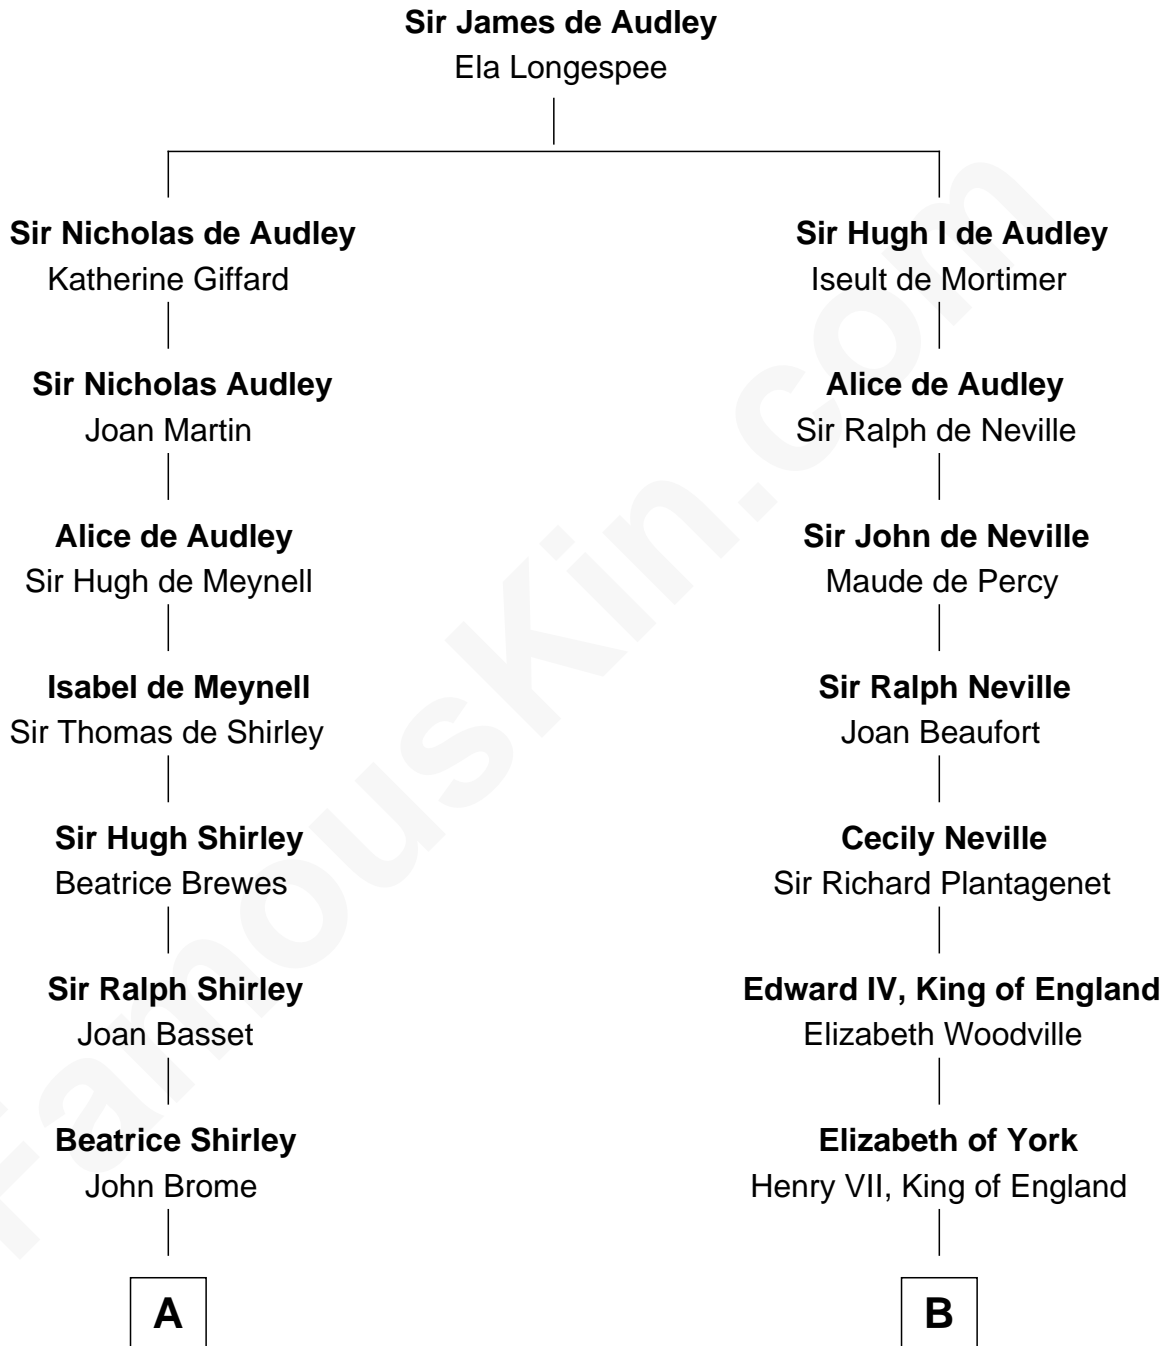 Sir James de Audley
Ela Longespee
Sir Nicholas de Audley
Katherine Giffard
Sir Hugh I de Audley
Iseult de Mortimer
Sir Nicholas Audley
Joan Martin
Alice de Audley
Sir Ralph de Neville
Alice de Audley
Sir Hugh de Meynell
Sir John de Neville
Maude de Percy
Isabel de Meynell
Sir Thomas de Shirley
Sir Ralph Neville
Joan Beaufort
Sir Hugh Shirley
Beatrice Brewes
Cecily Neville
Sir Richard Plantagenet
Sir Ralph Shirley
Joan Basset
Edward IV, King of England
Elizabeth Woodville
Beatrice Shirley
John Brome
Elizabeth of York
Henry VII, King of England
A
B
FamousKin.com